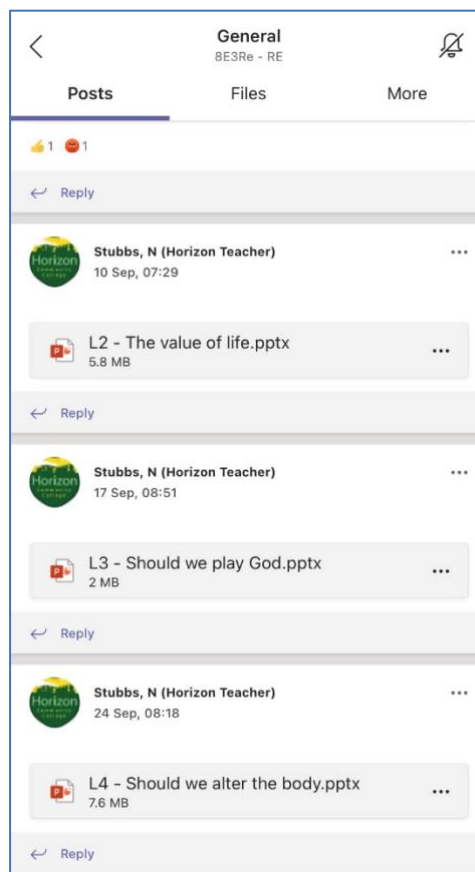 General
8E3Re - RE
Posts Files More
👍1 😡1
Reply
Horizon
Stubbs, N (Horizon Teacher)
10 Sep, 07:29
L2 - The value of life.pptx
5.8 MB
Reply
Horizon
Stubbs, N (Horizon Teacher)
17 Sep, 08:51
L3 - Should we play God.pptx
2 MB
Reply
Horizon
Stubbs, N (Horizon Teacher)
24 Sep, 08:18
L4 - Should we alter the body.pptx
7.6 MB
Reply